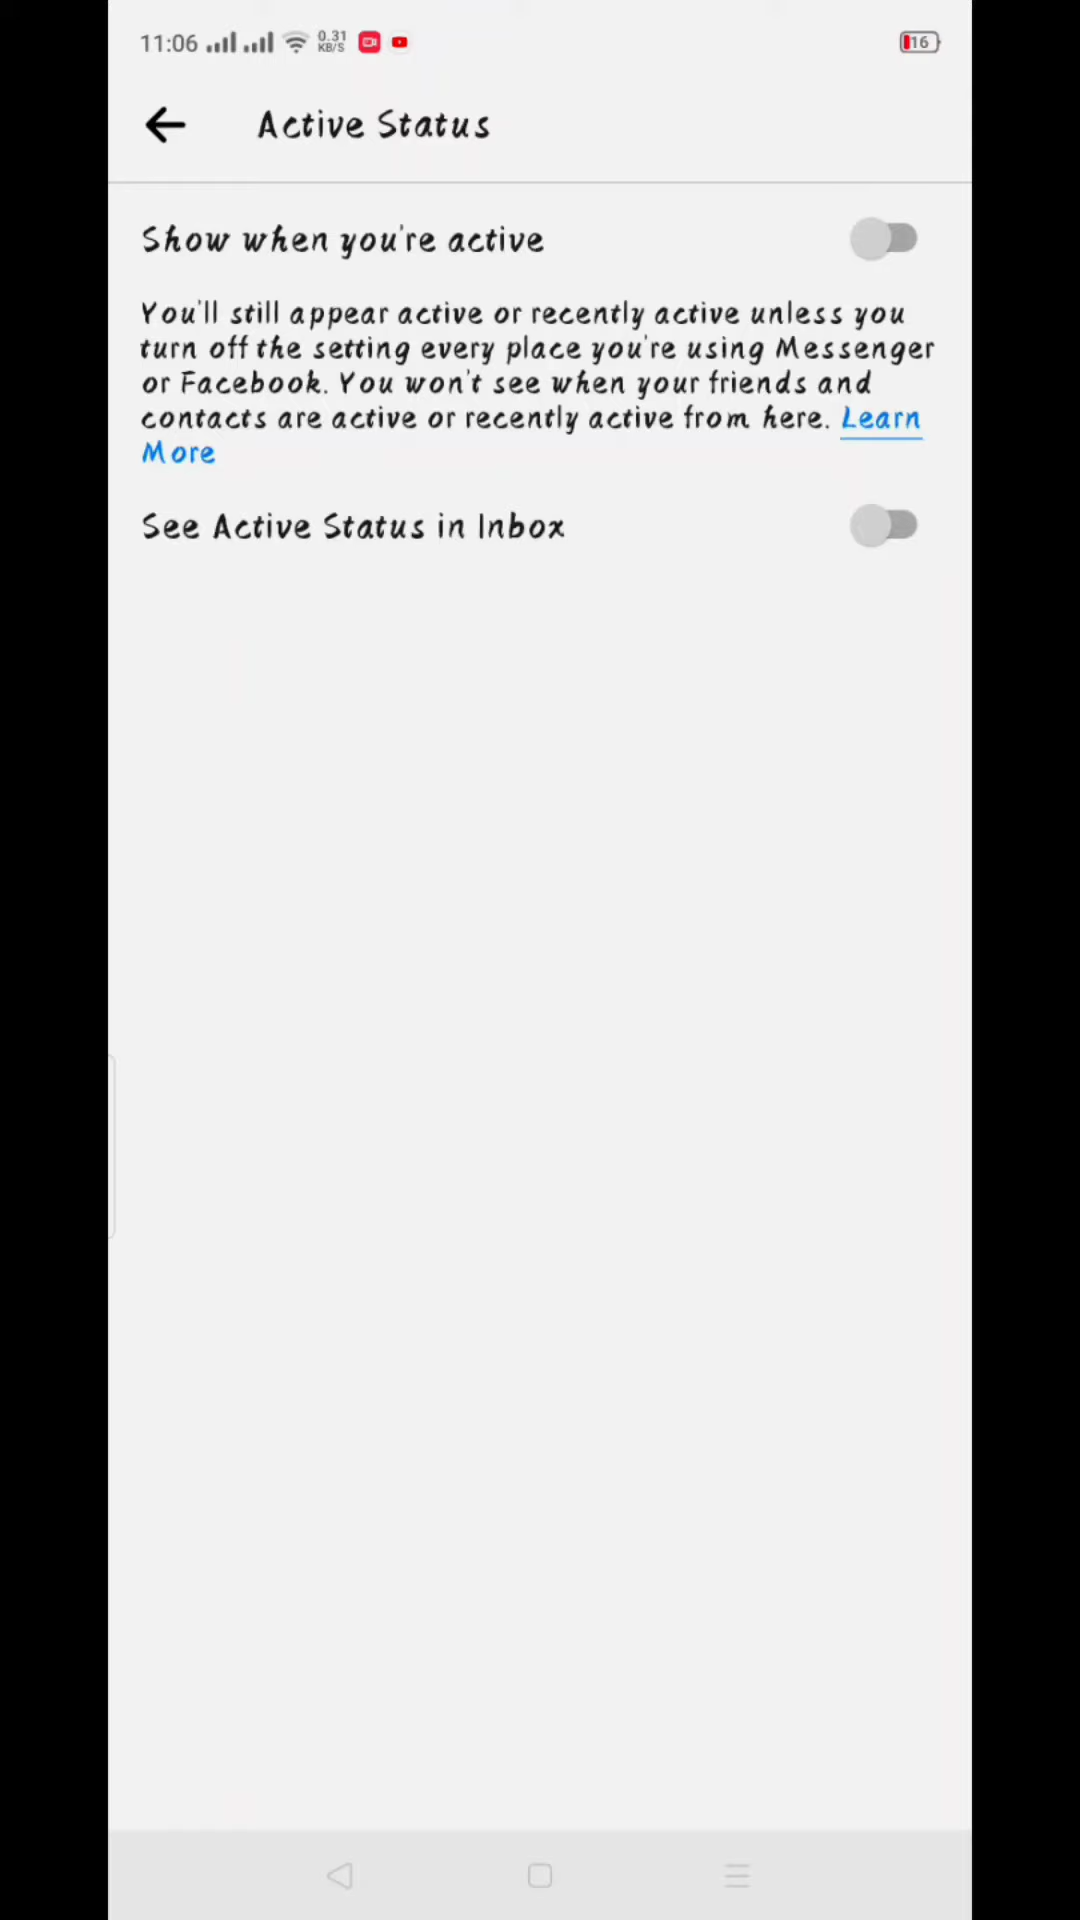 11:06 0.31 KB/S 16
Active Status
Show when you're active
You'll still appear active or recently active unless you
turn off the setting every place you're using Messenger
or Facebook. You won't see when your friends and
contacts are active or recently active from here. Learn
More
See Active Status in Inbox